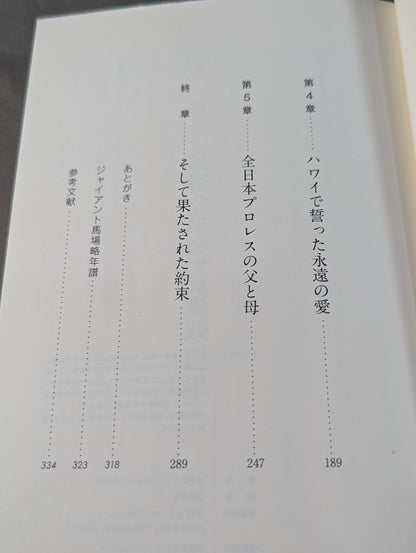 第4章……ハワイで誓った永遠の愛……189
第5章……全日本プロレスの父と母……247
終　章……そして果たされた約束……289
あとがき……318
ジャイアント馬場略年譜……323
参考文献……334